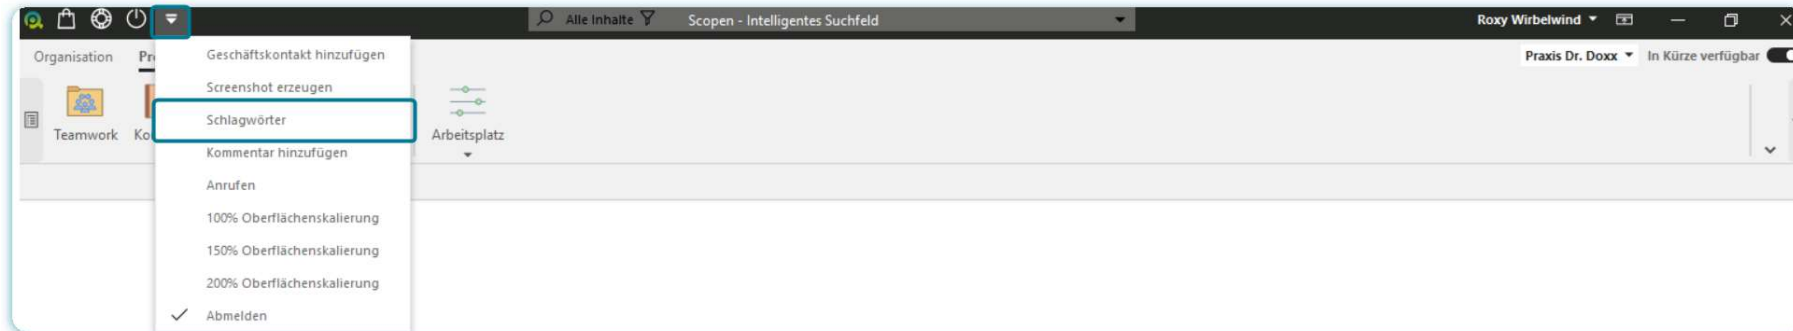 Alle Inhalte
Scopen - Intelligentes Suchfeld
Roxy Wirbelwind
Organisation
Praxis Dr. Doxx
In Kürze verfügbar
Teamwork
Arbeitsplatz
Geschäftskontakt hinzufügen
Screenshot erzeugen
Schlagwörter
Kommentar hinzufügen
Anrufen
100% Oberflächenskalierung
150% Oberflächenskalierung
200% Oberflächenskalierung
Abmelden